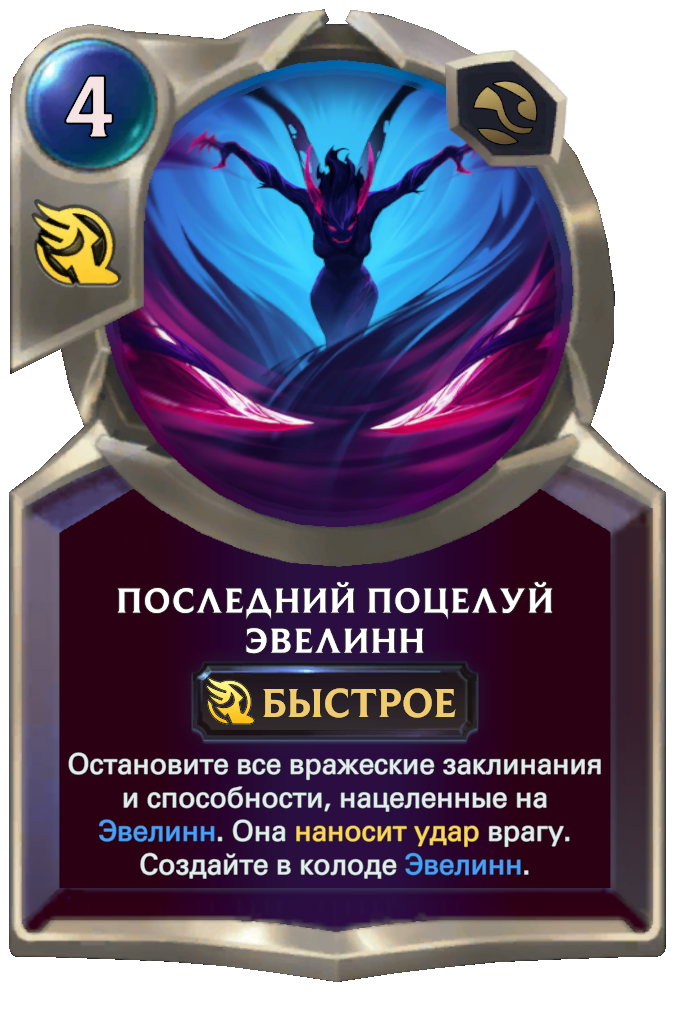 4
ПОСЛЕДНИЙ ПОЦЕЛУЙ
ЭВЕЛИНН
БЫСТРОЕ
Остановите все вражеские заклинания
и способности, нацеленные на
Эвелинн. Она наносит удар врагу.
Создайте в колоде Эвелинн.